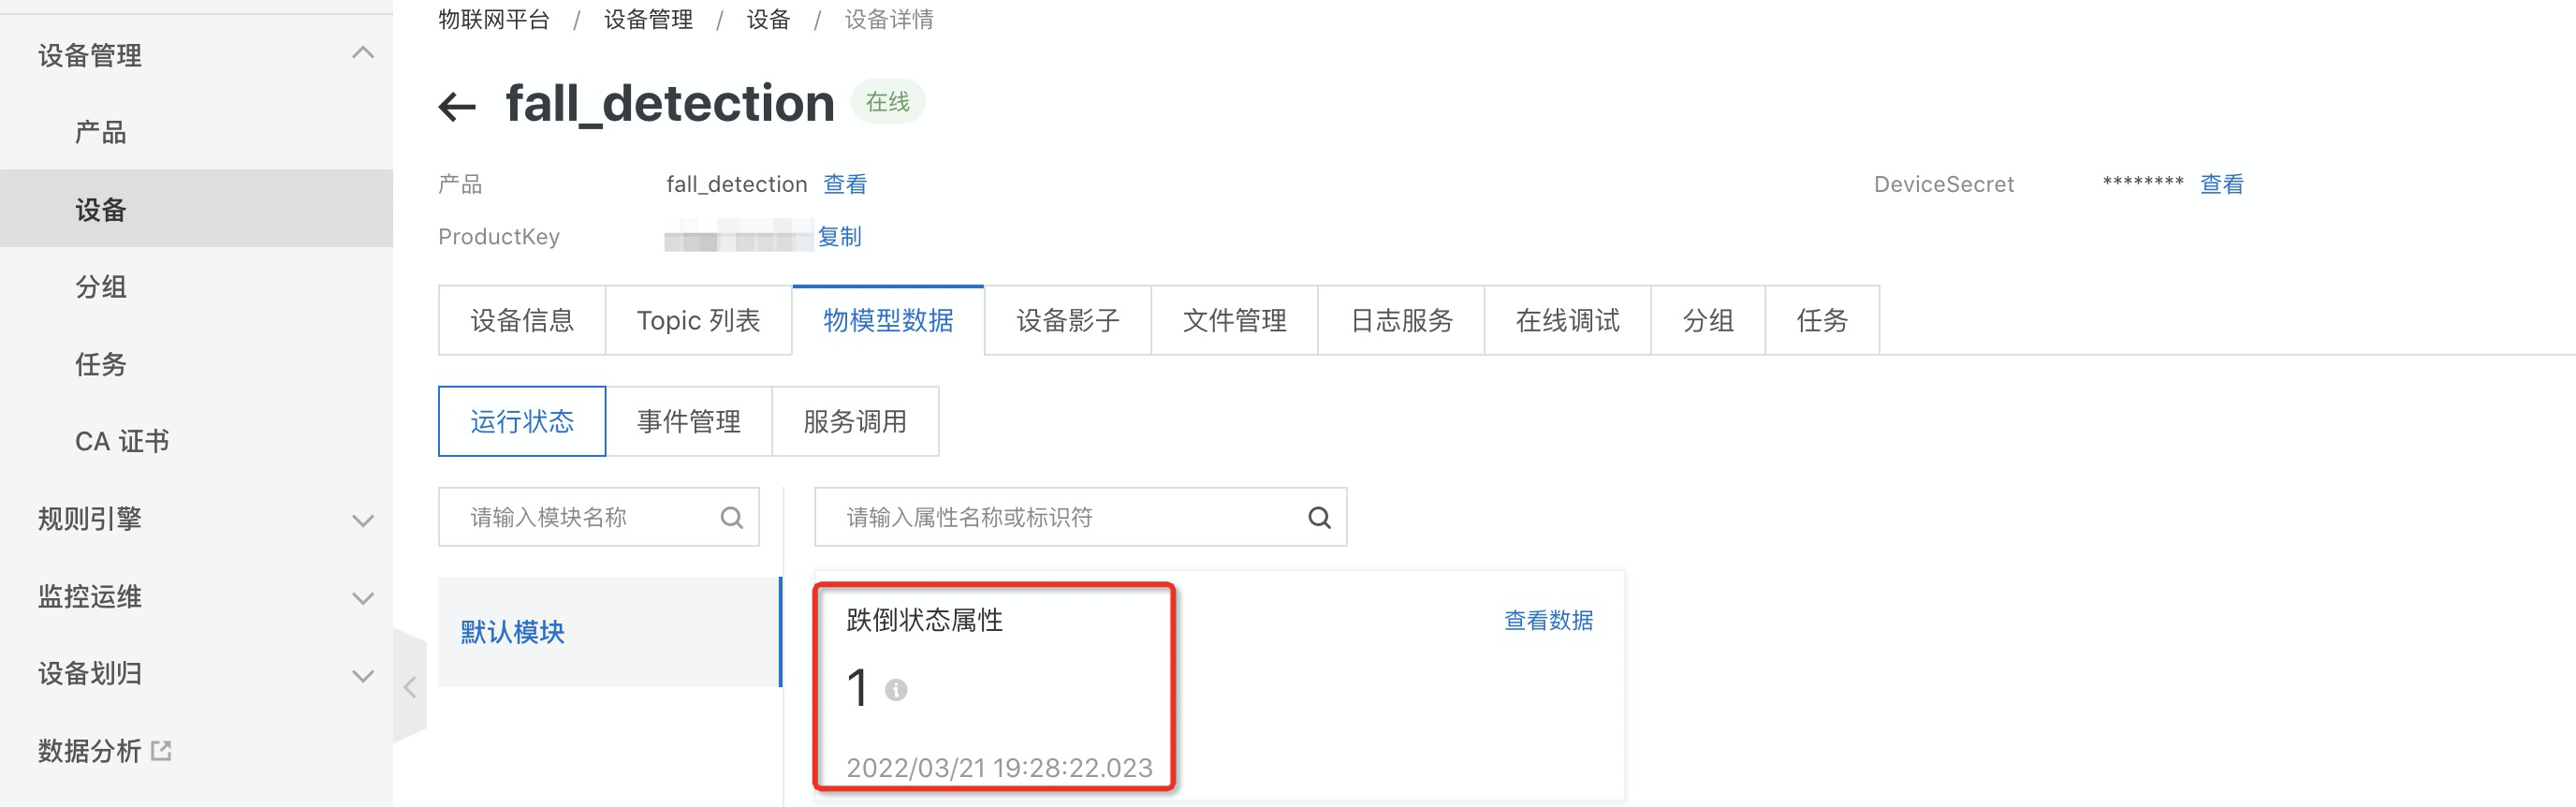 物联网平台 / 设备管理 / 设备 / 设备详情
设备管理
产品
设备
分组
任务
CA 证书
规则引擎
监控运维
设备划归
数据分析
fall_detection 在线
产品 fall_detection 查看 DeviceSecret ******** 查看
ProductKey 复制
设备信息 Topic 列表 物模型数据 设备影子 文件管理 日志服务 在线调试 分组 任务
运行状态 事件管理 服务调用
请输入模块名称 请输入属性名称或标识符
默认模块
跌倒状态属性 查看数据
1
2022/03/21 19:28:22.023